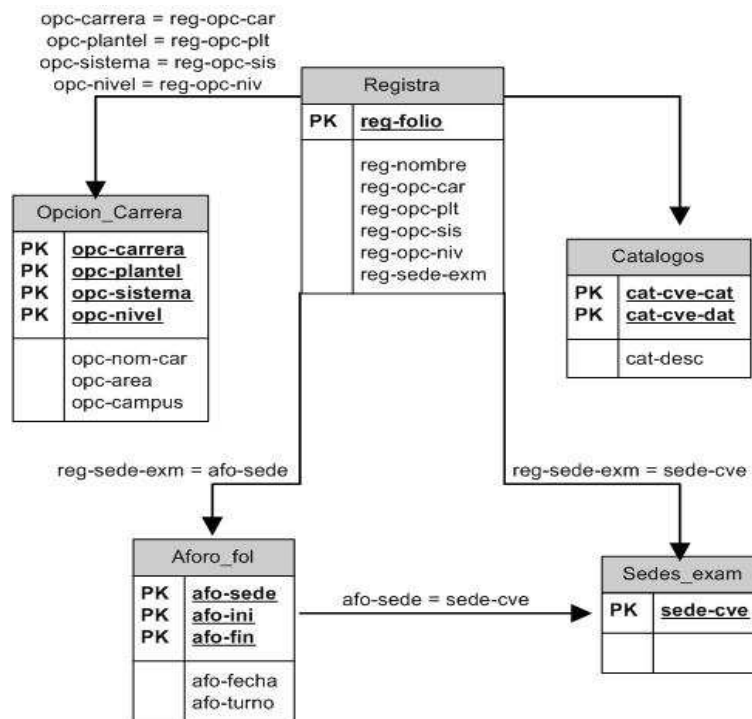 opc-carrera = reg-opc-car
opc-plantel = reg-opc-plt
opc-sistema = reg-opc-sis
opc-nivel = reg-opc-niv
Registra
PK reg-folio
reg-nombre
reg-opc-car
reg-opc-plt
reg-opc-sis
reg-opc-niv
reg-sede-exm
Opcion_Carrera
PK opc-carrera
PK opc-plantel
PK opc-sistema
PK opc-nivel
opc-nom-car
opc-area
opc-campus
Catalogos
PK cat-cve-cat
PK cat-cve-dat
cat-desc
reg-sede-exm = afo-sede
reg-sede-exm = sede-cve
Aforo_fol
PK afo-sede
PK afo-ini
PK afo-fin
afo-fecha
afo-turno
afo-sede = sede-cve
Sedes_exam
PK sede-cve